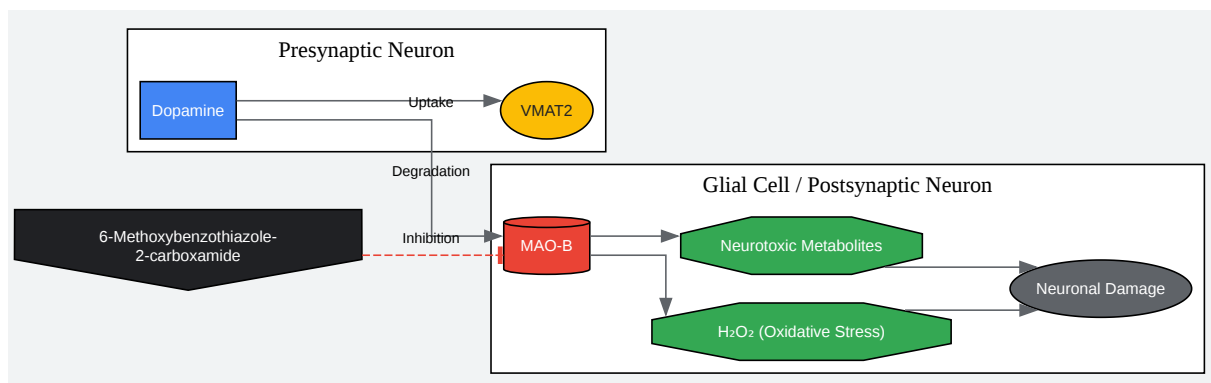 Presynaptic Neuron
Dopamine
Uptake
VMAT2
Degradation
Glial Cell / Postsynaptic Neuron
6-Methoxybenzothiazole-
2-carboxamide
Inhibition
MAO-B
Neurotoxic Metabolites
Neuronal Damage
H₂O₂ (Oxidative Stress)